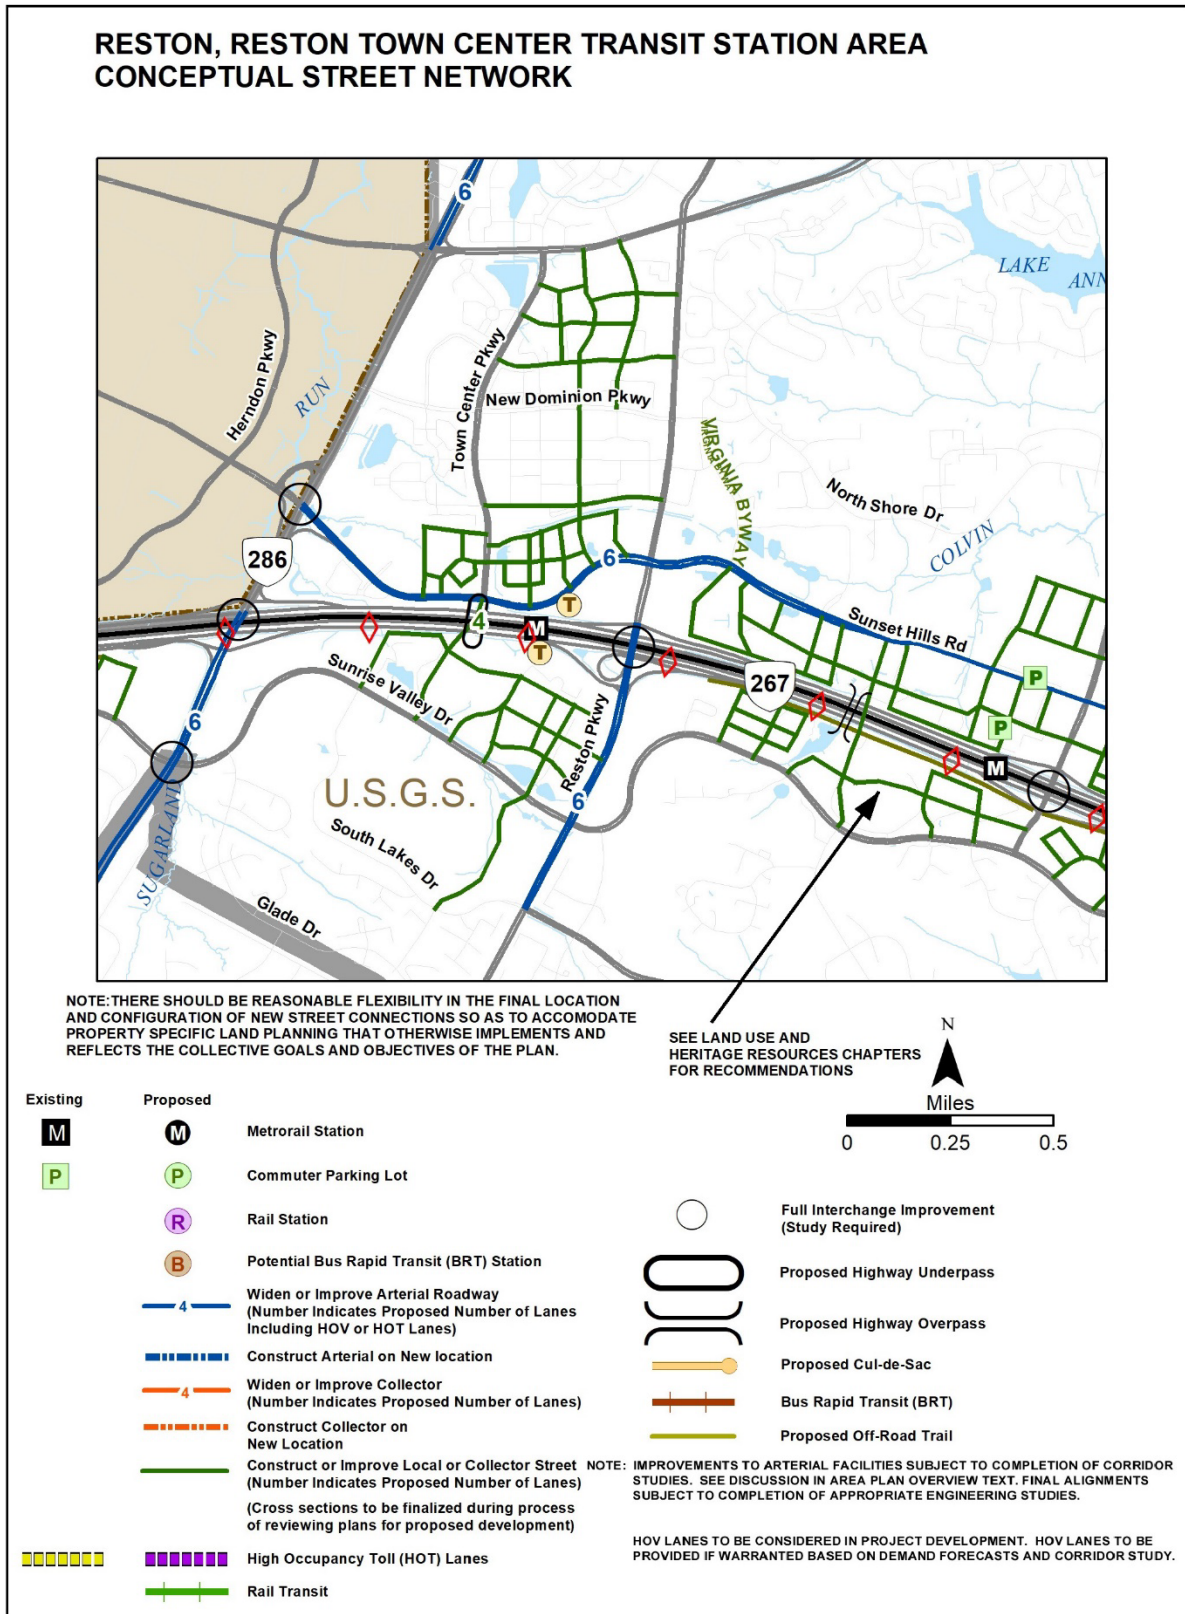 RESTON, RESTON TOWN CENTER TRANSIT STATION AREA
CONCEPTUAL STREET NETWORK
6
LAKE ANN
Herndon Pkwy
RUN
Town Center Pkwy
New Dominion Pkwy
VIRGINIA BYWAY
North Shore Dr
COLVIN
286
6
T
4
M
T
Sunset Hills Rd
P
Sunrise Valley Dr
267
P
6
Reston Pkwy
M
U.S.G.S.
6
SUGARLAND
South Lakes Dr
Glade Dr
NOTE:THERE SHOULD BE REASONABLE FLEXIBILITY IN THE FINAL LOCATION
AND CONFIGURATION OF NEW STREET CONNECTIONS SO AS TO ACCOMODATE
PROPERTY SPECIFIC LAND PLANNING THAT OTHERWISE IMPLEMENTS AND
REFLECTS THE COLLECTIVE GOALS AND OBJECTIVES OF THE PLAN.
SEE LAND USE AND
HERITAGE RESOURCES CHAPTERS
FOR RECOMMENDATIONS
N
Miles
0 0.25 0.5
Existing Proposed
M M Metrorail Station
P P Commuter Parking Lot
R Rail Station
B Potential Bus Rapid Transit (BRT) Station
4 Widen or Improve Arterial Roadway
(Number Indicates Proposed Number of Lanes
Including HOV or HOT Lanes)
Construct Arterial on New location
4 Widen or Improve Collector
(Number Indicates Proposed Number of Lanes)
Construct Collector on
New Location
Construct or Improve Local or Collector Street
(Number Indicates Proposed Number of Lanes)
(Cross sections to be finalized during process
of reviewing plans for proposed development)
High Occupancy Toll (HOT) Lanes
Rail Transit
Full Interchange Improvement
(Study Required)
Proposed Highway Underpass
Proposed Highway Overpass
Proposed Cul-de-Sac
Bus Rapid Transit (BRT)
Proposed Off-Road Trail
NOTE: IMPROVEMENTS TO ARTERIAL FACILITIES SUBJECT TO COMPLETION OF CORRIDOR
STUDIES. SEE DISCUSSION IN AREA PLAN OVERVIEW TEXT. FINAL ALIGNMENTS
SUBJECT TO COMPLETION OF APPROPRIATE ENGINEERING STUDIES.
HOV LANES TO BE CONSIDERED IN PROJECT DEVELOPMENT. HOV LANES TO BE
PROVIDED IF WARRANTED BASED ON DEMAND FORECASTS AND CORRIDOR STUDY.